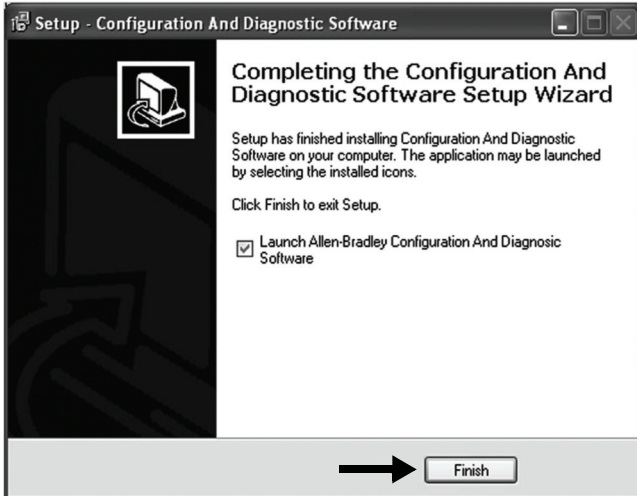 Setup - Configuration And Diagnostic Software
Completing the Configuration And
Diagnostic Software Setup Wizard
Setup has finished installing Configuration And Diagnostic
Software on your computer. The application may be launched
by selecting the installed icons.
Click Finish to exit Setup.
Launch Allen-Bradley Configuration And Diagnosic
Software
Finish